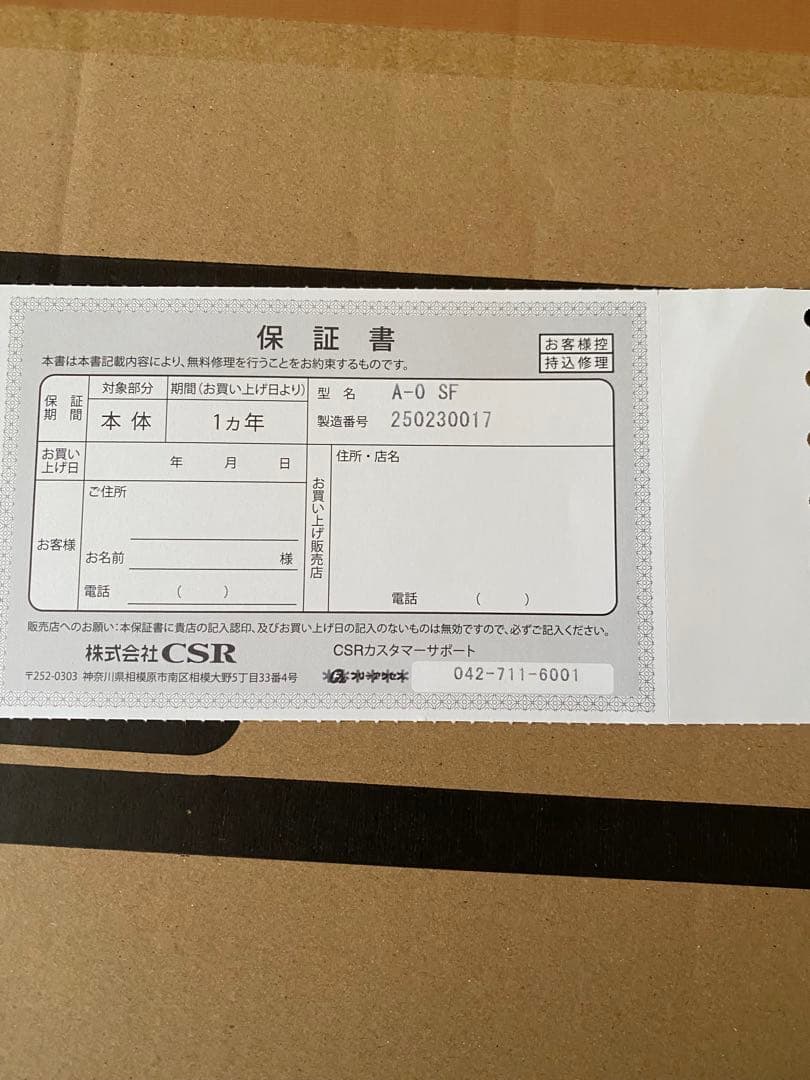 保証書
お客様控
持込修理
本書は本書記載内容により、無料修理を行うことをお約束するものです。
保証期間
対象部分
期間(お買い上げ日より)
本体
1ヵ年
型名 A-0 SF
製造番号 250230017
お買い上げ日
年 月 日
お客様
ご住所
お名前 様
電話 ( )
お買い上げ販売店
住所・店名
電話 ( )
販売店へのお願い:本保証書に貴店の記入認印、及びお買い上げ日の記入のないものは無効ですので、必ずご記入ください。
株式会社CSR
CSRカスタマーサポート
〒252-0303 神奈川県相模原市南区相模大野5丁目33番4号
042-711-6001